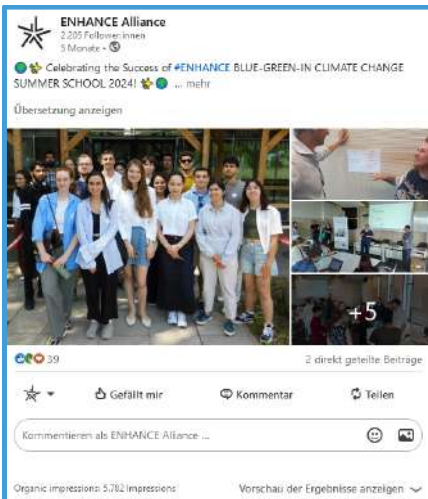 ENHANCE Alliance
2.205 Follower:innen
5 Monate •
Celebrating the Success of #ENHANCE BLUE-GREEN-IN CLIMATE CHANGE
SUMMER SCHOOL 2024! ... mehr
Übersetzung anzeigen
+5
39
2 direkt geteilte Beiträge
Gefällt mir
Kommentar
Teilen
Kommentieren als ENHANCE Alliance ...
Organic impressions: 5.782 Impressions
Vorschau der Ergebnisse anzeigen